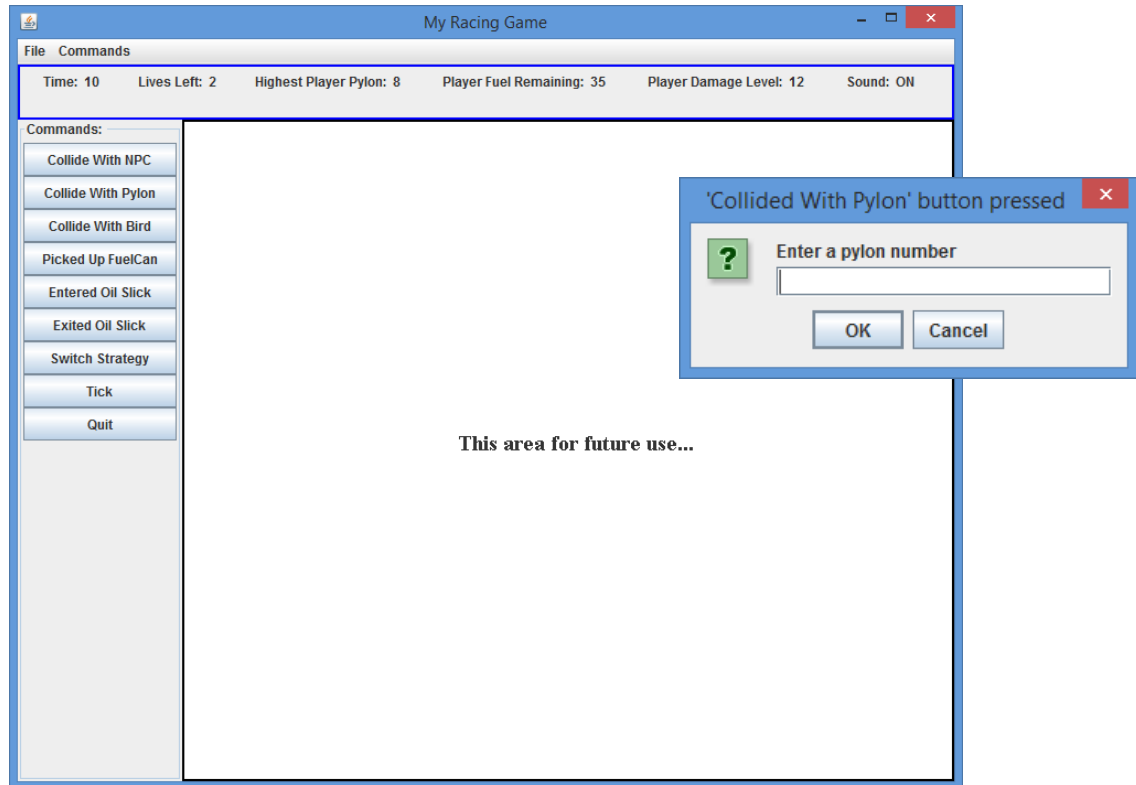 My Racing Game
File Commands
Time: 10 Lives Left: 2 Highest Player Pylon: 8 Player Fuel Remaining: 35 Player Damage Level: 12 Sound: ON
Commands:
Collide With NPC
Collide With Pylon
Collide With Bird
Picked Up FuelCan
Entered Oil Slick
Exited Oil Slick
Switch Strategy
Tick
Quit
This area for future use...
'Collided With Pylon' button pressed
Enter a pylon number
OK Cancel